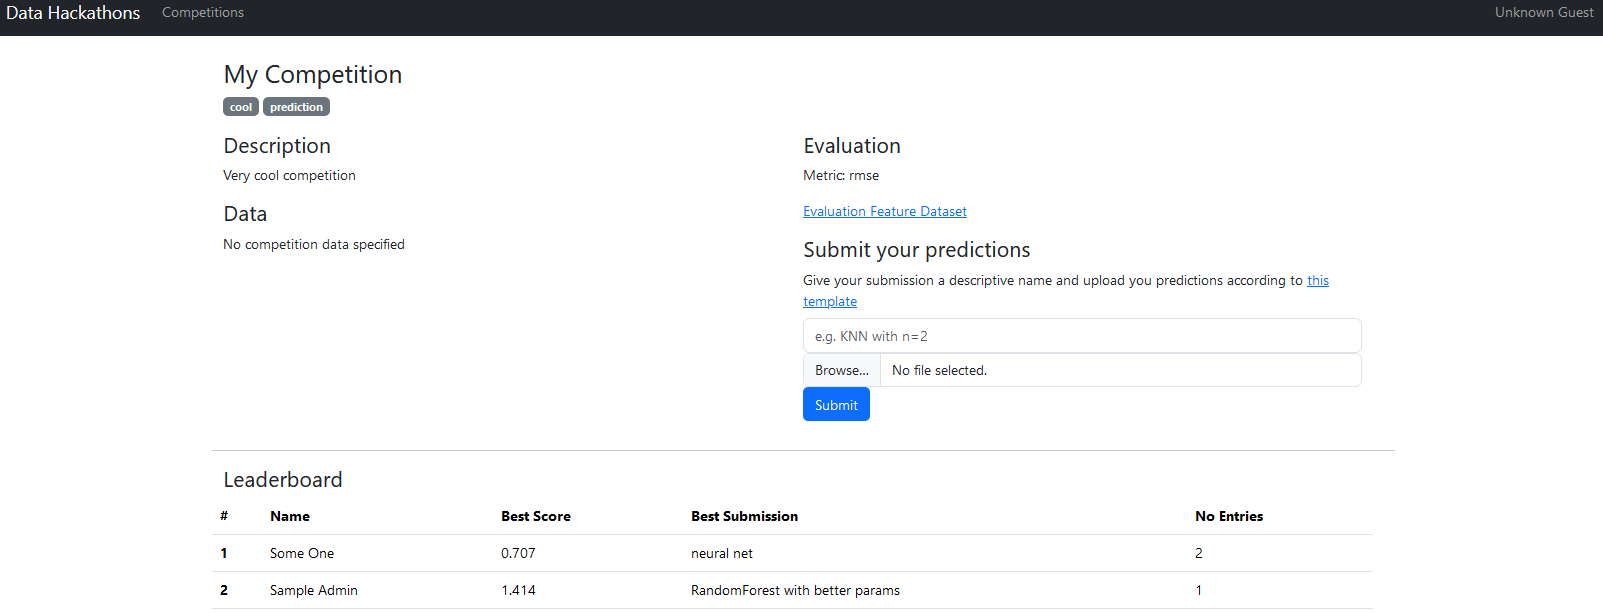 Data Hackathons Competitions Unknown Guest
My Competition
cool prediction
Description
Very cool competition
Data
No competition data specified
Evaluation
Metric: rmse
Evaluation Feature Dataset
Submit your predictions
Give your submission a descriptive name and upload you predictions according to this
template
e.g. KNN with n=2
Browse... No file selected.
Submit
Leaderboard
# Name Best Score Best Submission No Entries
1 Some One 0.707 neural net 2
2 Sample Admin 1.414 RandomForest with better params 1